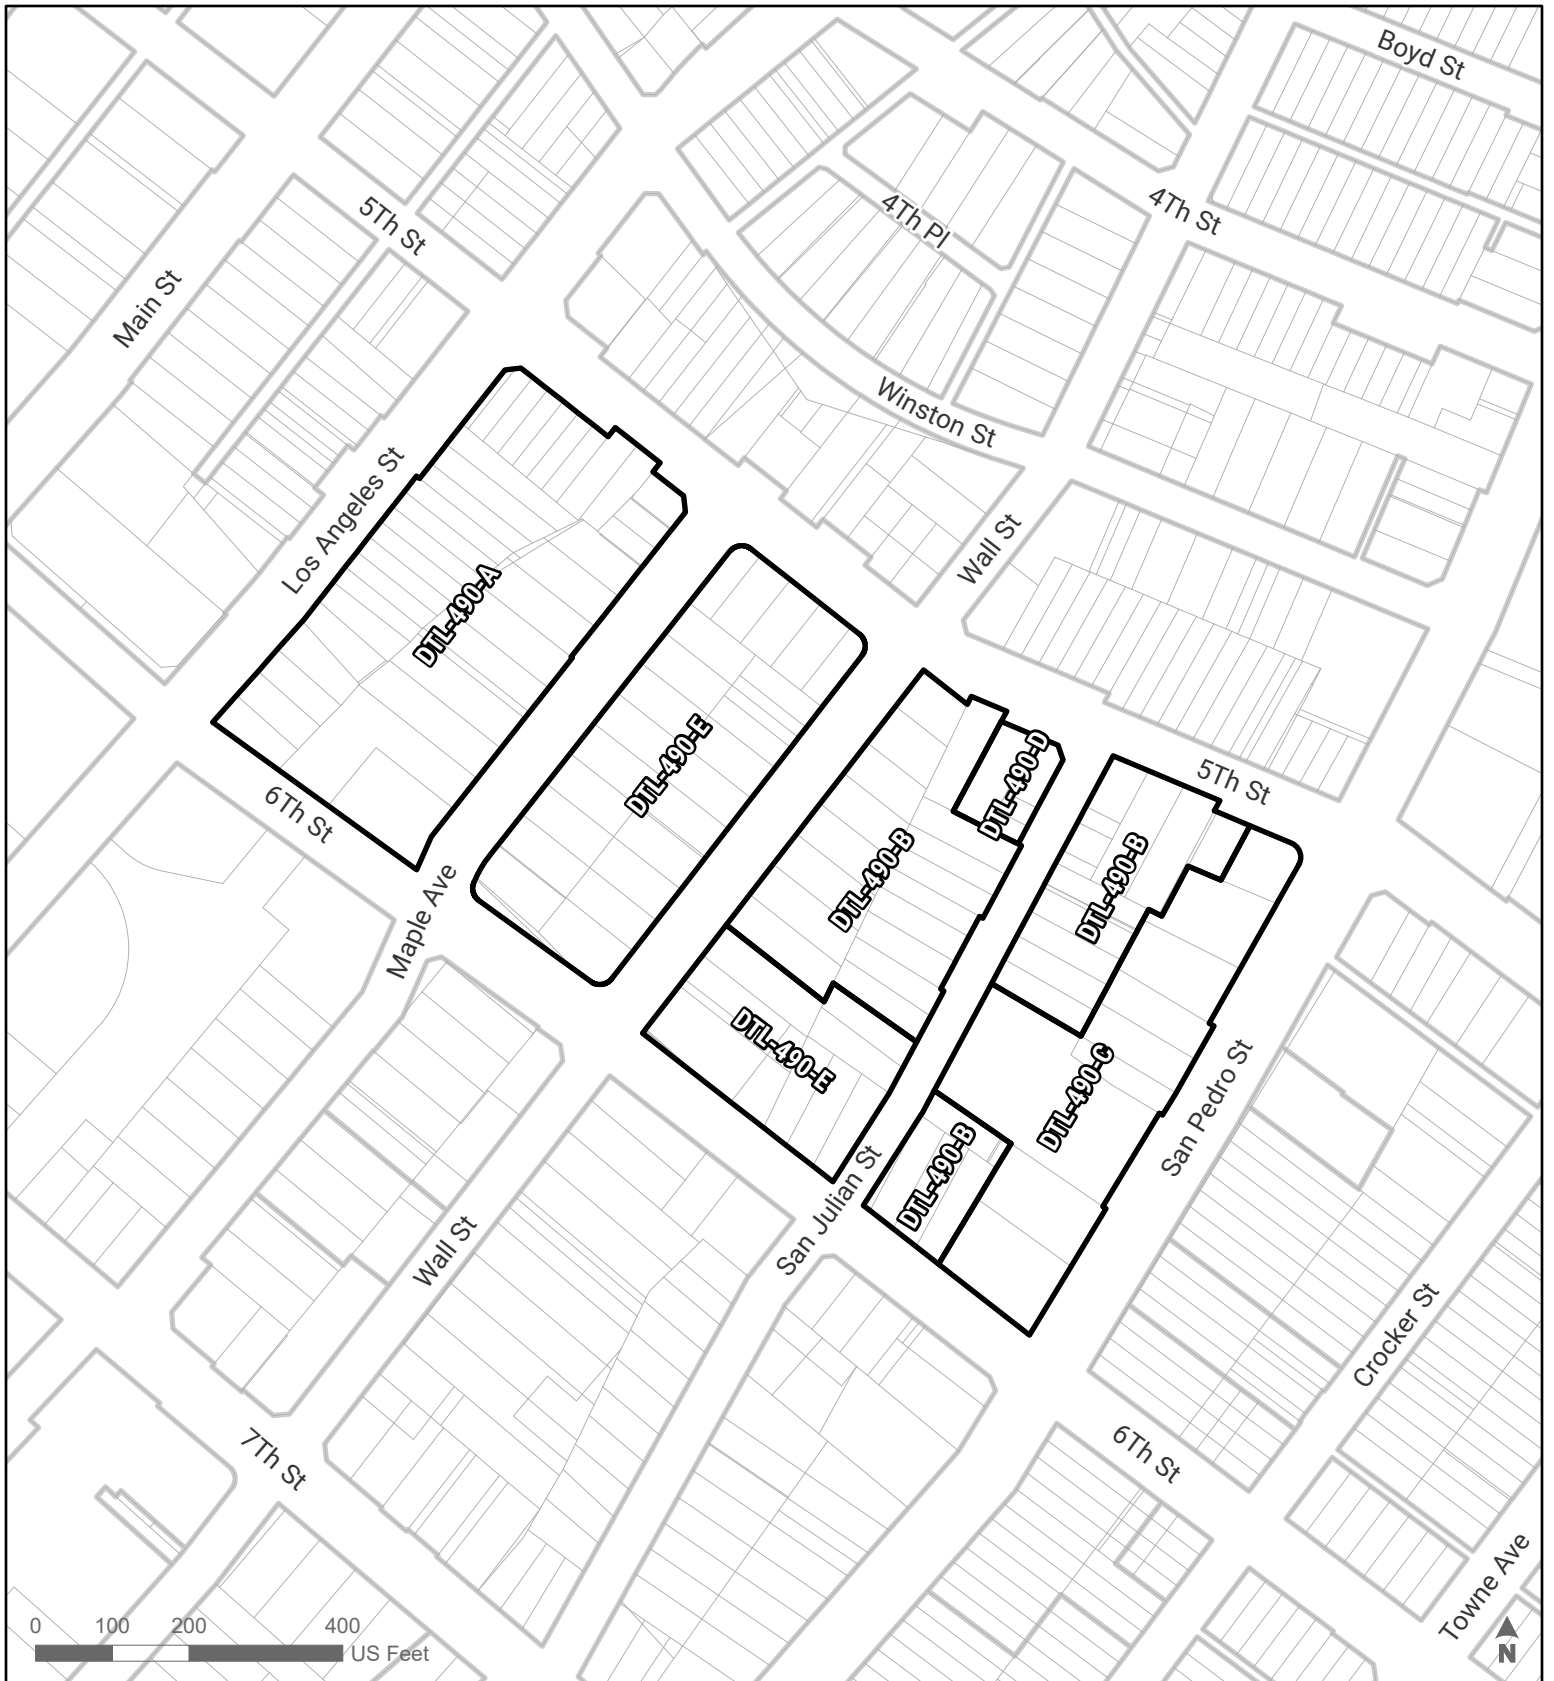 Boyd St
5Th St
4Th Pl
4Th St
Main St
Winston St
Los Angeles St
Wall St
DTL-490-A
DTL-490-E
DTL-490-D
5Th St
6Th St
DTL-490-B
DTL-490-B
Maple Ave
DTL-490-E
DTL-490-C
San Pedro St
DTL-490-B
San Julian St
Wall St
Crocker St
7Th St
6Th St
Towne Ave
0 100 200 400
US Feet
N